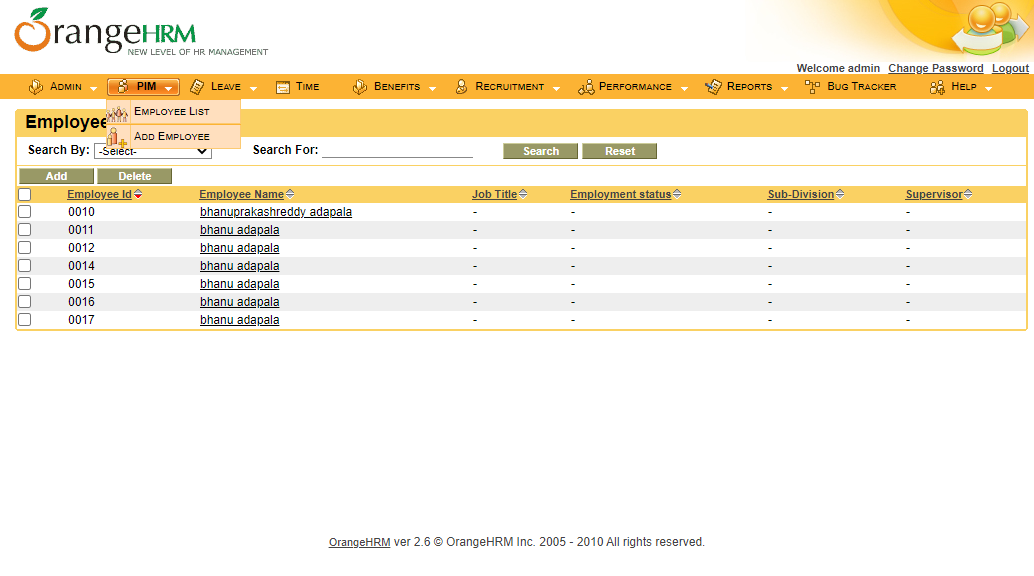 OrangeHRM
NEW LEVEL OF HR MANAGEMENT
Welcome admin Change Password Logout
ADMIN PIM LEAVE TIME BENEFITS RECRUITMENT PERFORMANCE REPORTS BUG TRACKER HELP
EMPLOYEE LIST
Employee
ADD EMPLOYEE
Search By: -Select- Search For: Search Reset
Add Delete
Employee Id Employee Name Job Title Employment status Sub-Division Supervisor
0010 bhanuprakashreddy adapala - - - -
0011 bhanu adapala - - - -
0012 bhanu adapala - - - -
0014 bhanu adapala - - - -
0015 bhanu adapala - - - -
0016 bhanu adapala - - - -
0017 bhanu adapala - - - -
OrangeHRM ver 2.6 © OrangeHRM Inc. 2005 - 2010 All rights reserved.